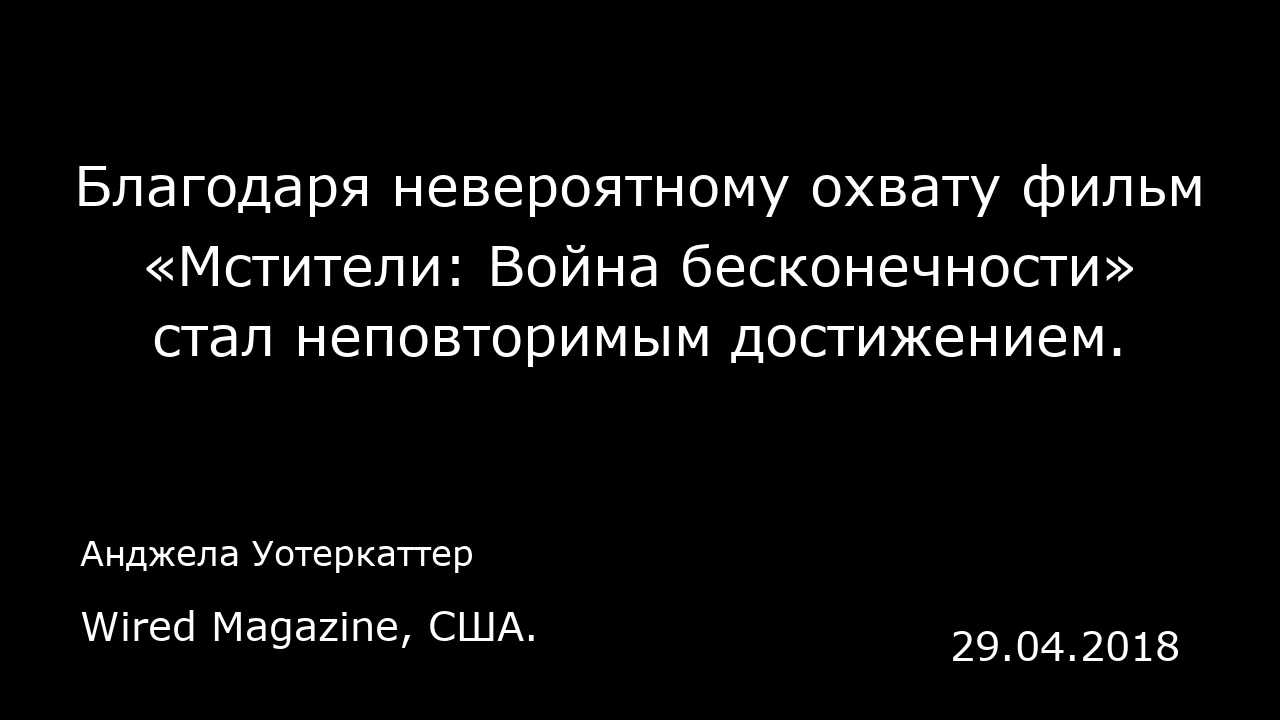 Благодаря невероятному охвату фильм
«Мстители: Война бесконечности»
стал неповторимым достижением.
Анджела Уотеркаттер
Wired Magazine, США.
29.04.2018